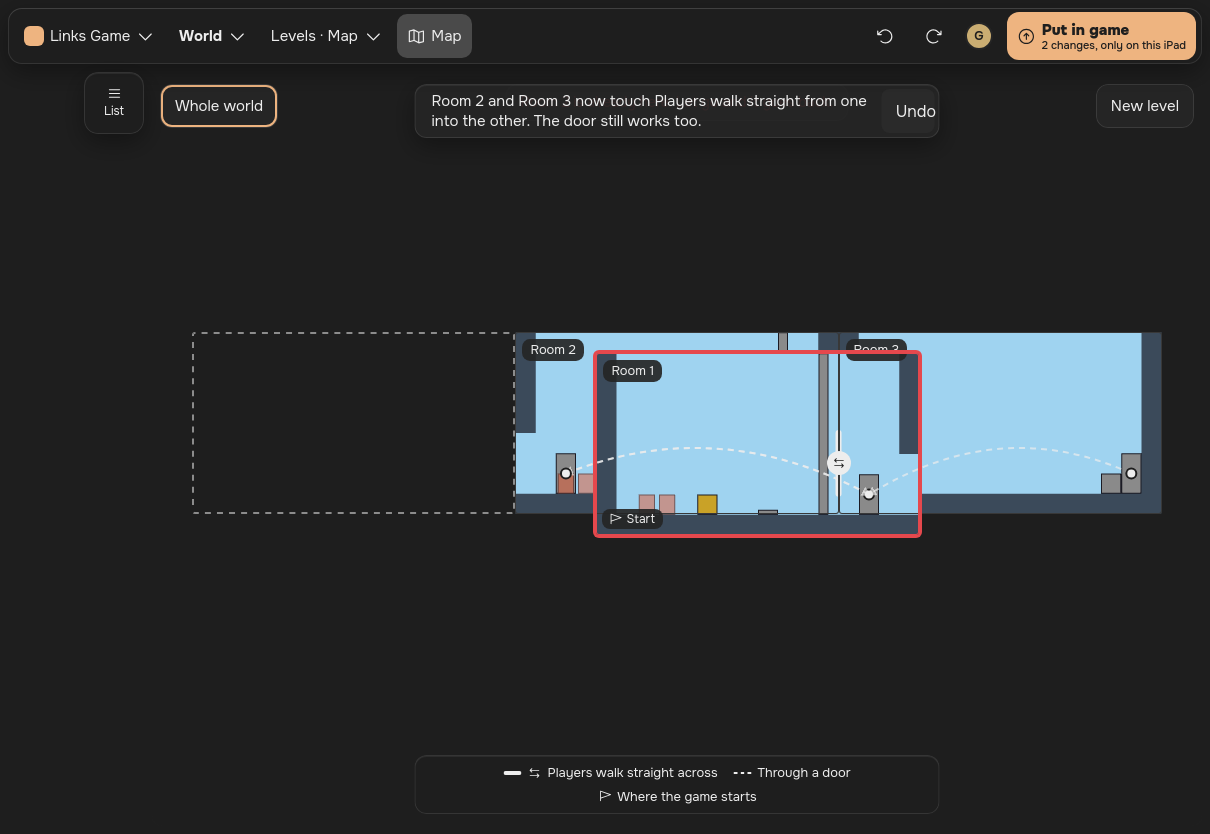 Links Game
World
Levels · Map
Map
G
Put in game
2 changes, only on this iPad
List
Whole world
Room 2 and Room 3 now touch Players walk straight from one
into the other. The door still works too.
Undo
New level
Room 2
Room 3
Room 1
Start
Players walk straight across
Through a door
Where the game starts